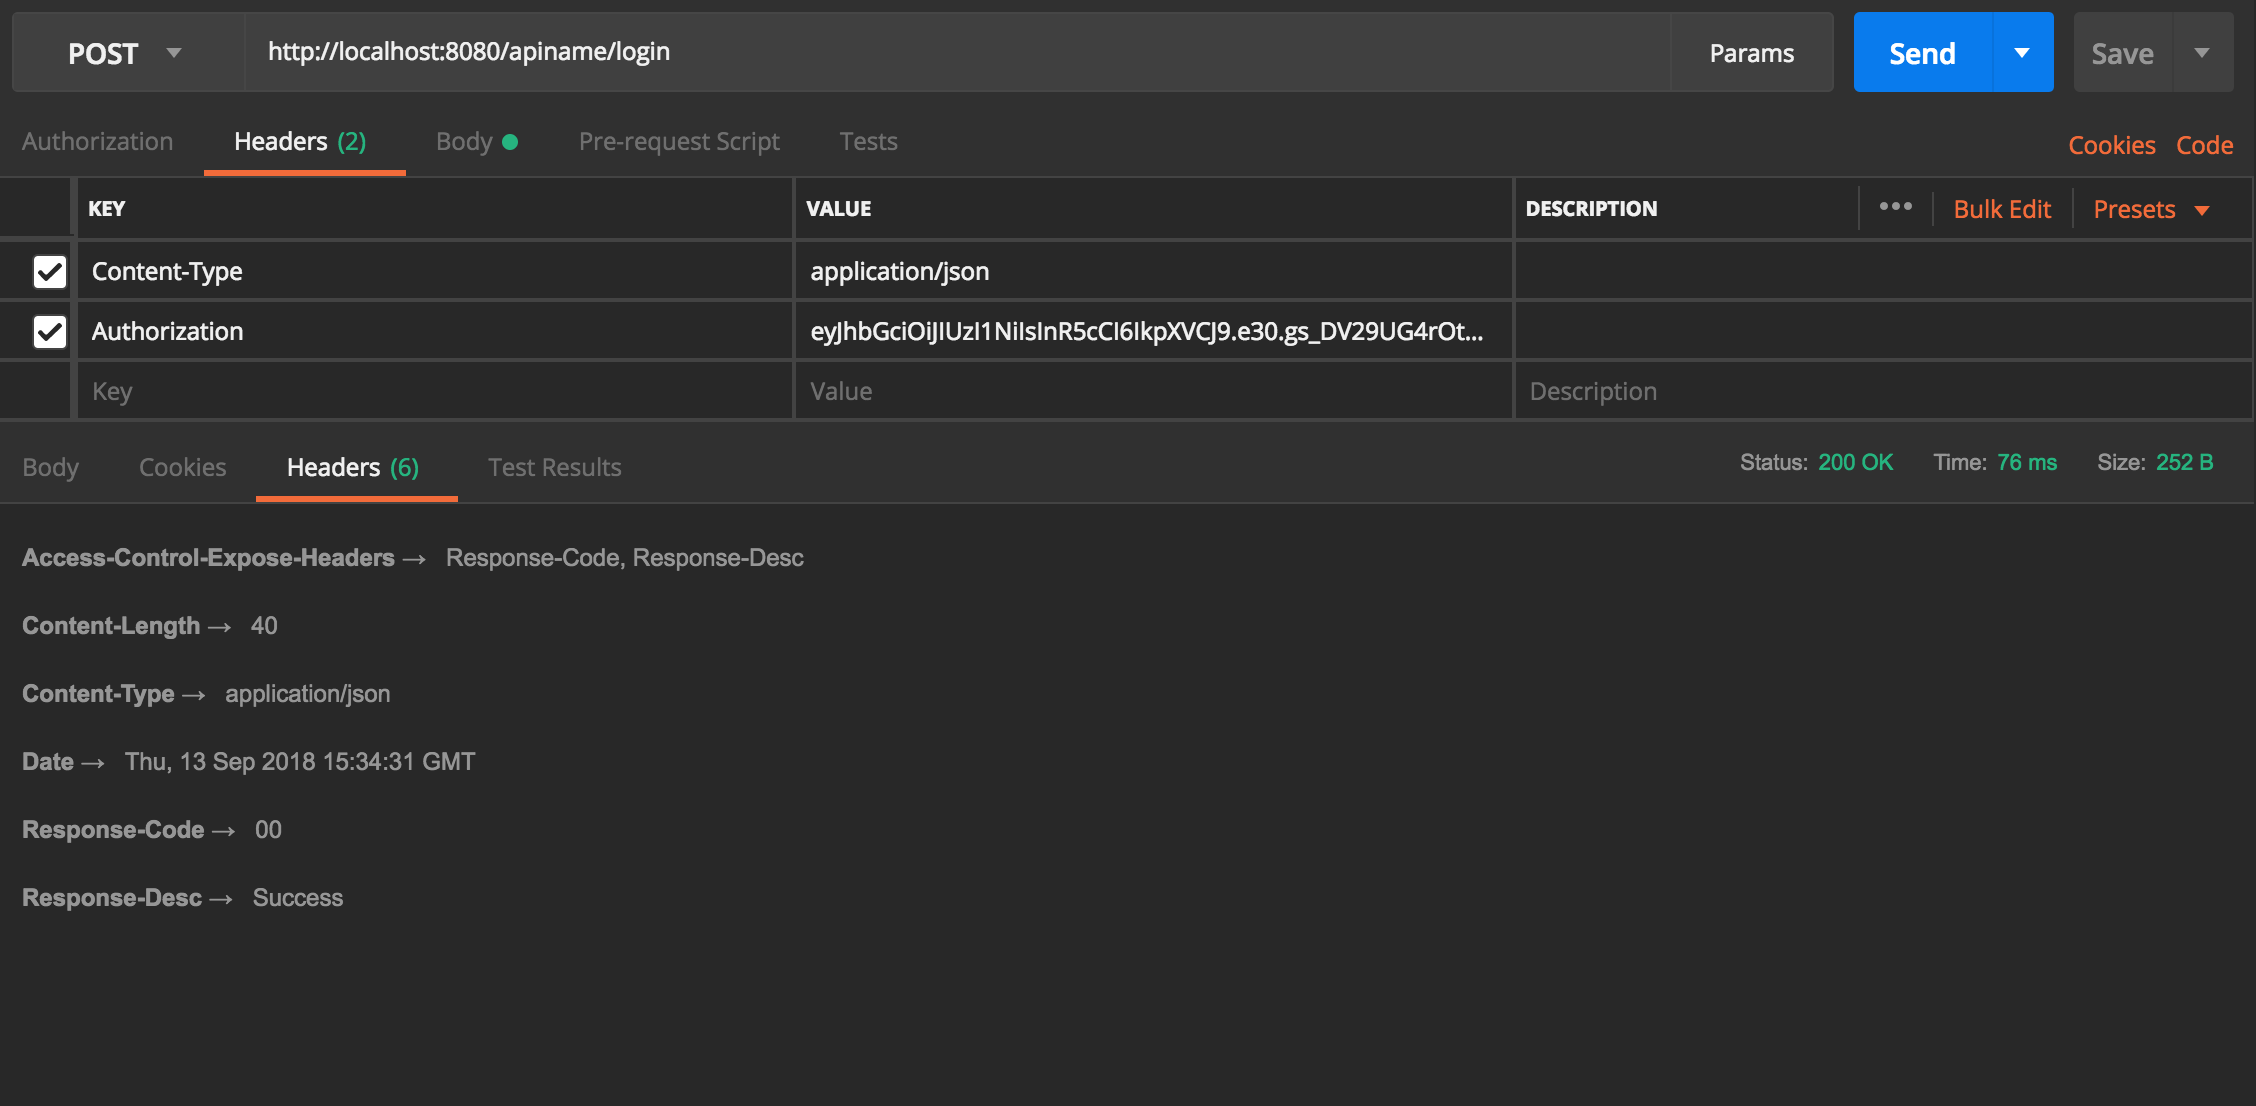 POST http://localhost:8080/apiname/login Params Send Save
Authorization Headers (2) Body Pre-request Script Tests Cookies Code
KEY VALUE DESCRIPTION ••• Bulk Edit Presets
Content-Type application/json
Authorization eyJhbGciOiJIUzI1NiIsInR5cCI6IkpXVCJ9.e30.gs_DV29UG4rOt...
Key Value Description
Body Cookies Headers (6) Test Results Status: 200 OK Time: 76 ms Size: 252 B
Access-Control-Expose-Headers → Response-Code, Response-Desc
Content-Length → 40
Content-Type → application/json
Date → Thu, 13 Sep 2018 15:34:31 GMT
Response-Code → 00
Response-Desc → Success